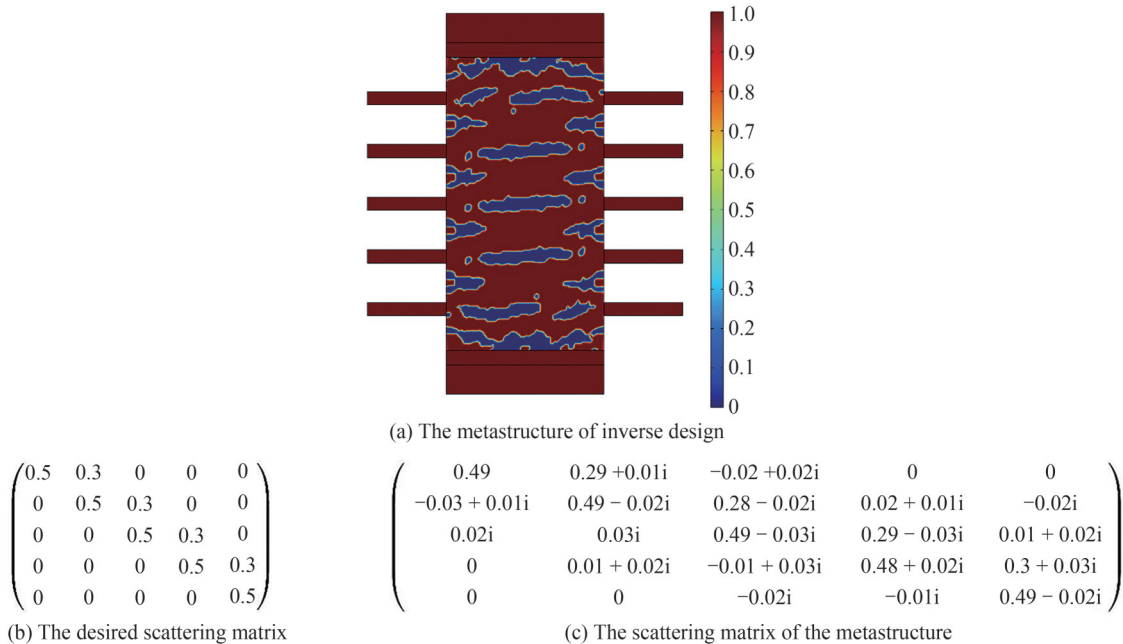 1.0
0.9
0.8
0.7
0.6
0.5
0.4
0.3
0.2
0.1
0
(a) The metastructure of inverse design
0.5 0.3 0 0 0
0 0.5 0.3 0 0
0 0 0.5 0.3 0
0 0 0 0.5 0.3
0 0 0 0 0.5
(b) The desired scattering matrix
0.49 0.29 +0.01i −0.02 +0.02i 0 0
−0.03 + 0.01i 0.49 − 0.02i 0.28 − 0.02i 0.02 + 0.01i −0.02i
0.02i 0.03i 0.49 − 0.03i 0.29 − 0.03i 0.01 + 0.02i
0 0.01 + 0.02i −0.01 + 0.03i 0.48 + 0.02i 0.3 + 0.03i
0 0 −0.02i −0.01i 0.49 − 0.02i
(c) The scattering matrix of the metastructure